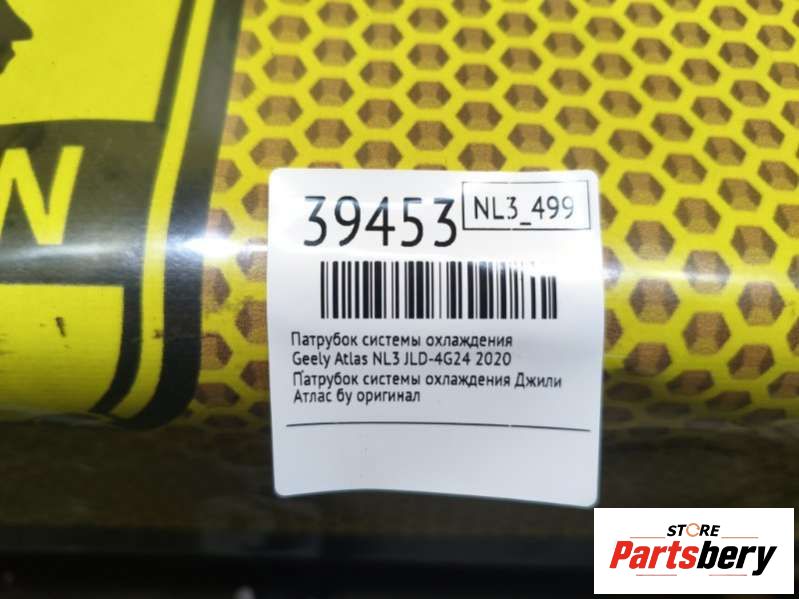 N
39453
NL3_499
Патрубок системы охлаждения
Geely Atlas NL3 JLD-4G24 2020
Патрубок системы охлаждения Джили
Атлас бу оригинал
STORE
Partsbery